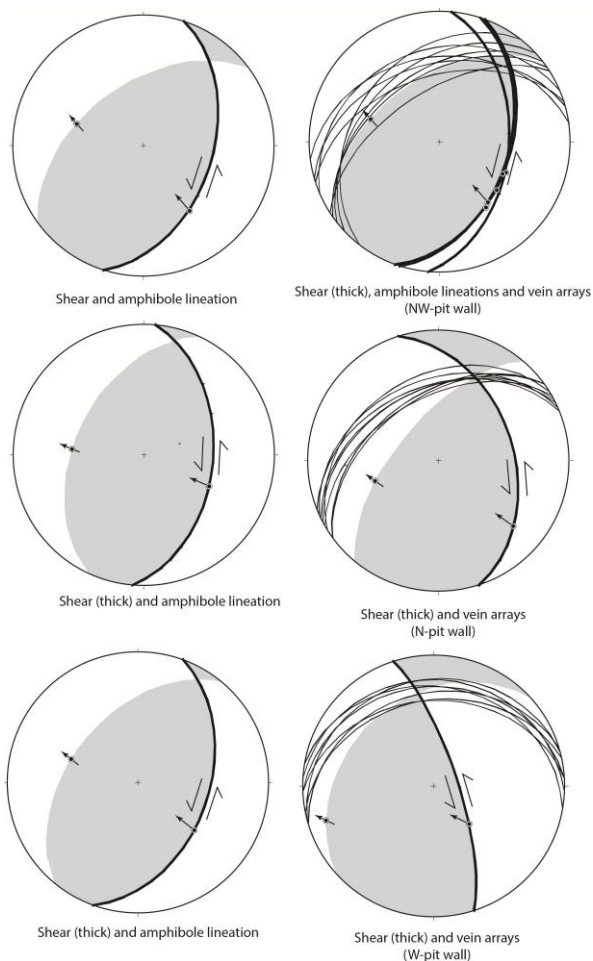 Shear and amphibole lineation
Shear (thick), amphibole lineations and vein arrays
(NW-pit wall)
Shear (thick) and amphibole lineation
Shear (thick) and vein arrays
(N-pit wall)
Shear (thick) and amphibole lineation
Shear (thick) and vein arrays
(W-pit wall)